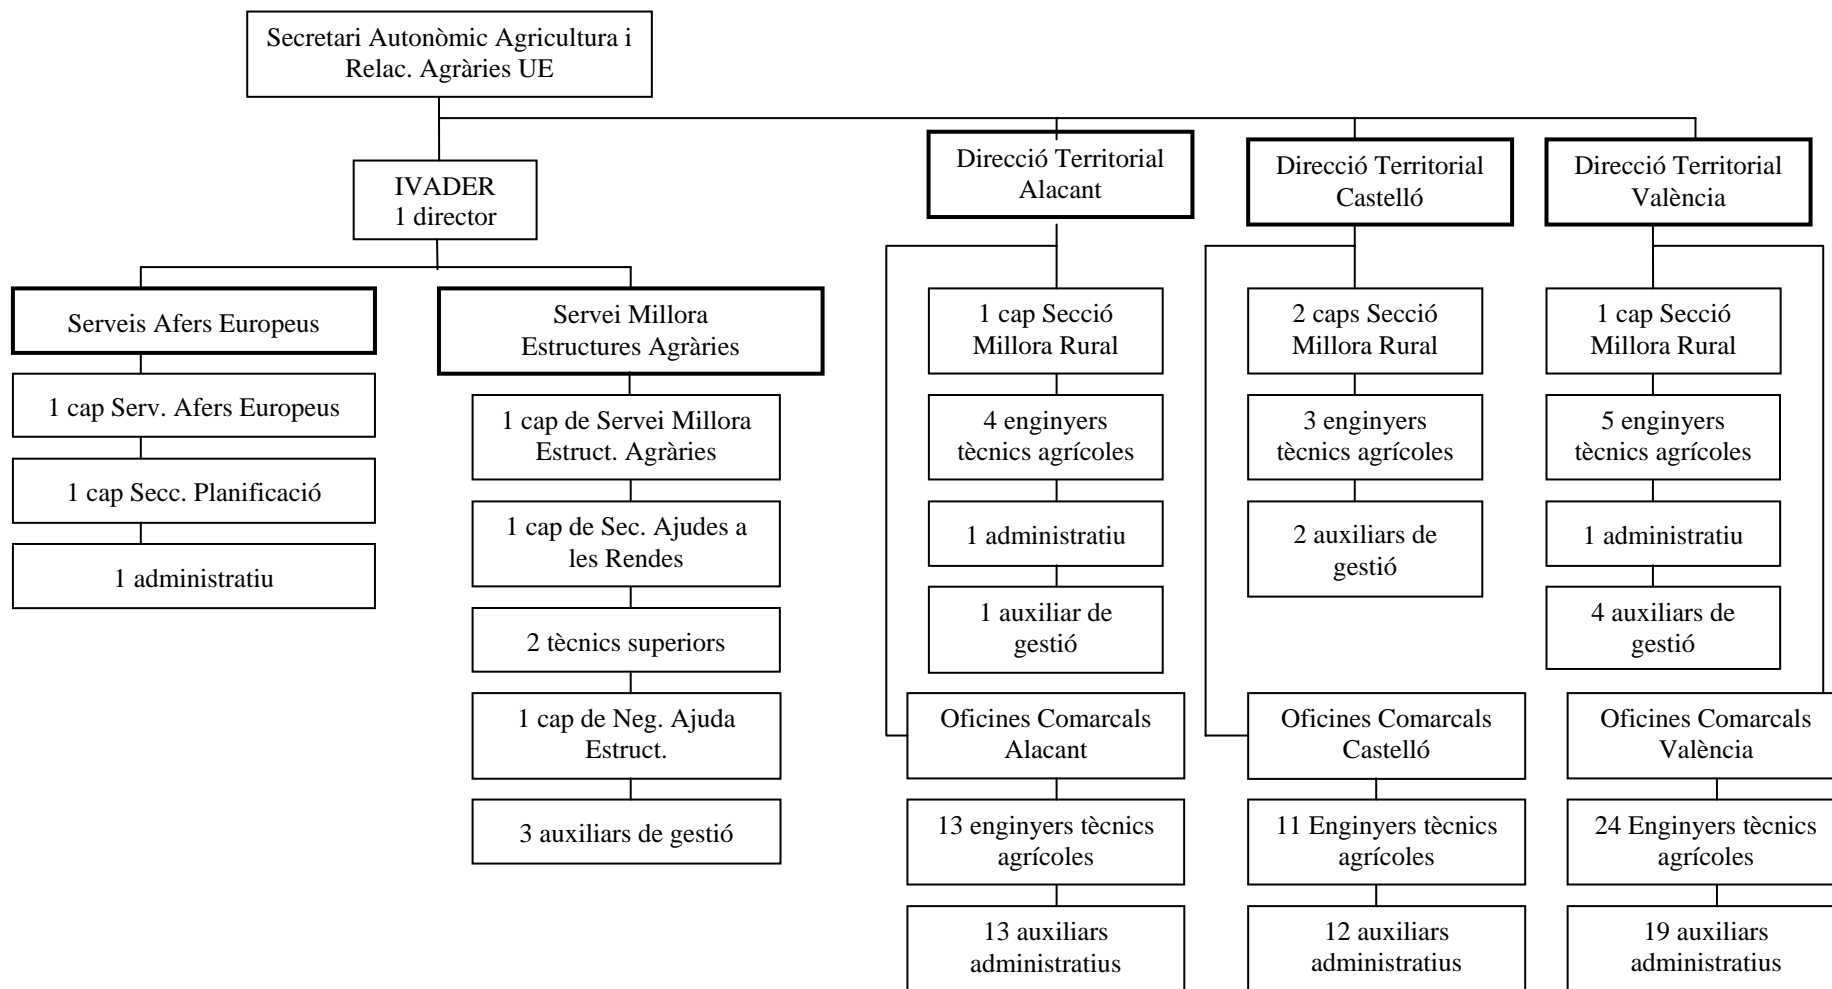 Secretari Autonòmic Agricultura i
Relac. Agràries UE
IVADER
1 director
Serveis Afers Europeus
1 cap Serv. Afers Europeus
1 cap Secc. Planificació
1 administratiu
Servei Millora
Estructures Agràries
1 cap de Servei Millora
Estruct. Agràries
1 cap de Sec. Ajudes a
les Rendes
2 tècnics superiors
1 cap de Neg. Ajuda
Estruct.
3 auxiliars de gestió
Direcció Territorial
Alacant
1 cap Secció
Millora Rural
4 enginyers
tècnics agrícoles
1 administratiu
1 auxiliar de
gestió
Oficines Comarcals
Alacant
13 enginyers tècnics
agrícoles
13 auxiliars
administratius
Direcció Territorial
Castelló
2 caps Secció
Millora Rural
3 enginyers
tècnics agrícoles
2 auxiliars de
gestió
Oficines Comarcals
Castelló
11 Enginyers tècnics
agrícoles
12 auxiliars
administratius
Direcció Territorial
València
1 cap Secció
Millora Rural
5 enginyers
tècnics agrícoles
1 administratiu
4 auxiliars de
gestió
Oficines Comarcals
València
24 Enginyers tècnics
agrícoles
19 auxiliars
administratius